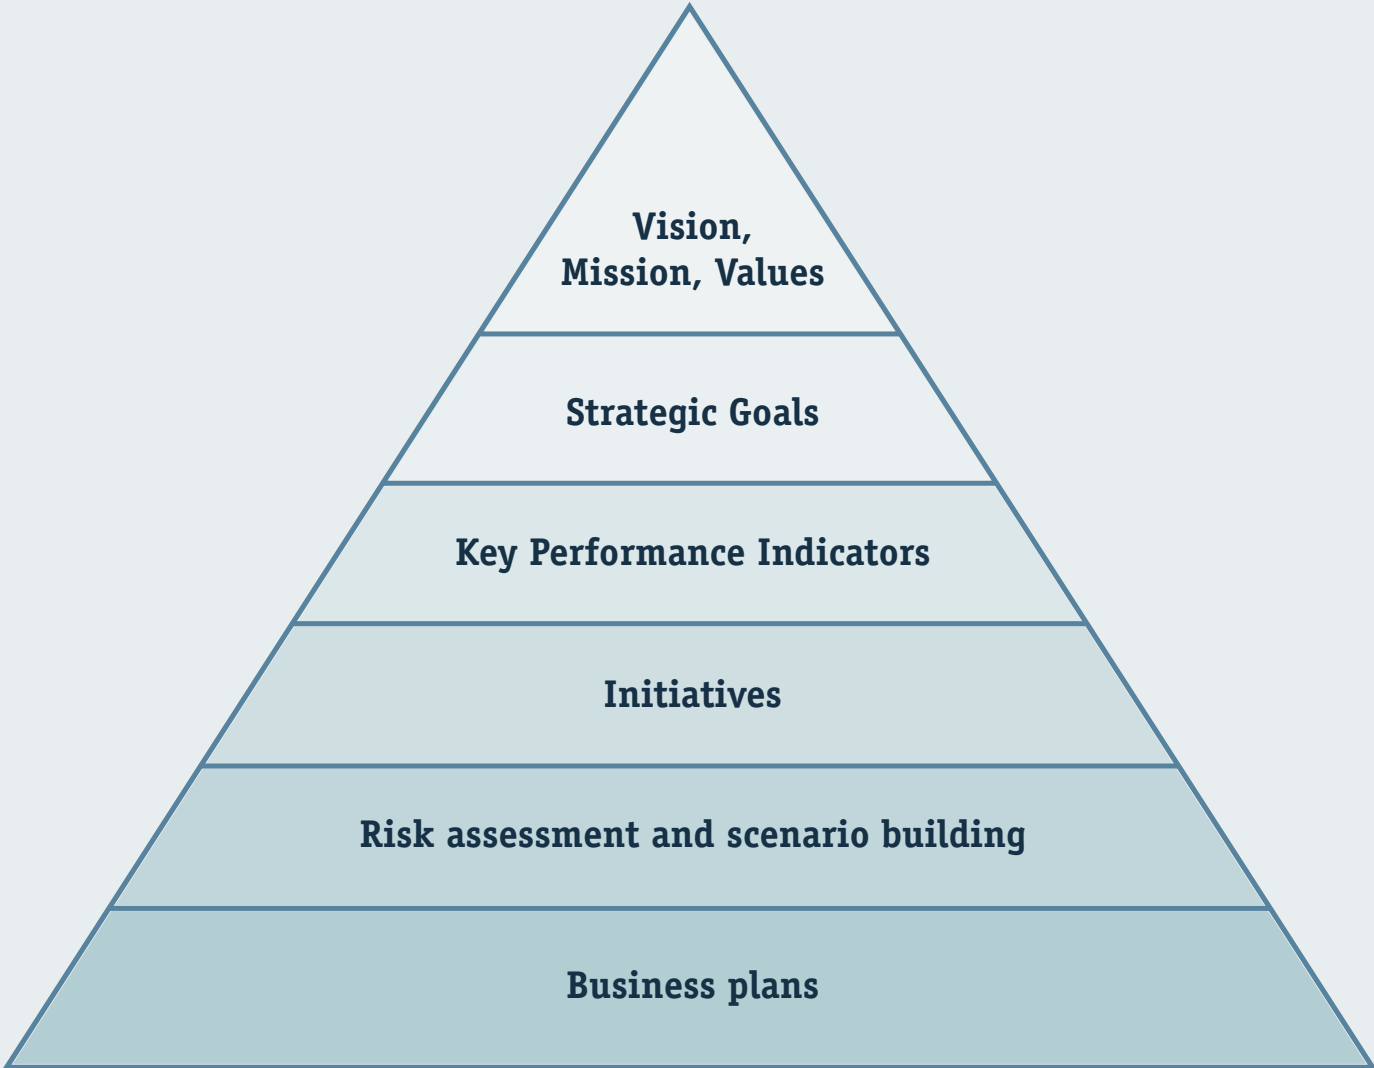 Vision,
Mission, Values
Strategic Goals
Key Performance Indicators
Initiatives
Risk assessment and scenario building
Business plans